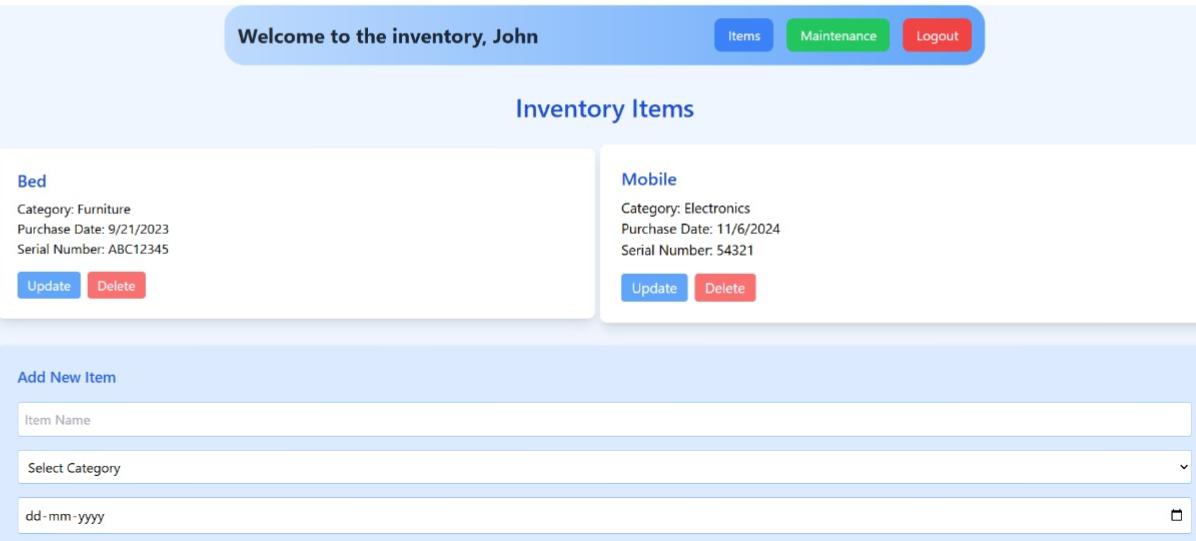 Welcome to the inventory, John
Items
Maintenance
Logout
Inventory Items
Bed
Category: Furniture
Purchase Date: 9/21/2023
Serial Number: ABC12345
Update
Delete
Mobile
Category: Electronics
Purchase Date: 11/6/2024
Serial Number: 54321
Update
Delete
Add New Item
Item Name
Select Category
dd-mm-yyyy